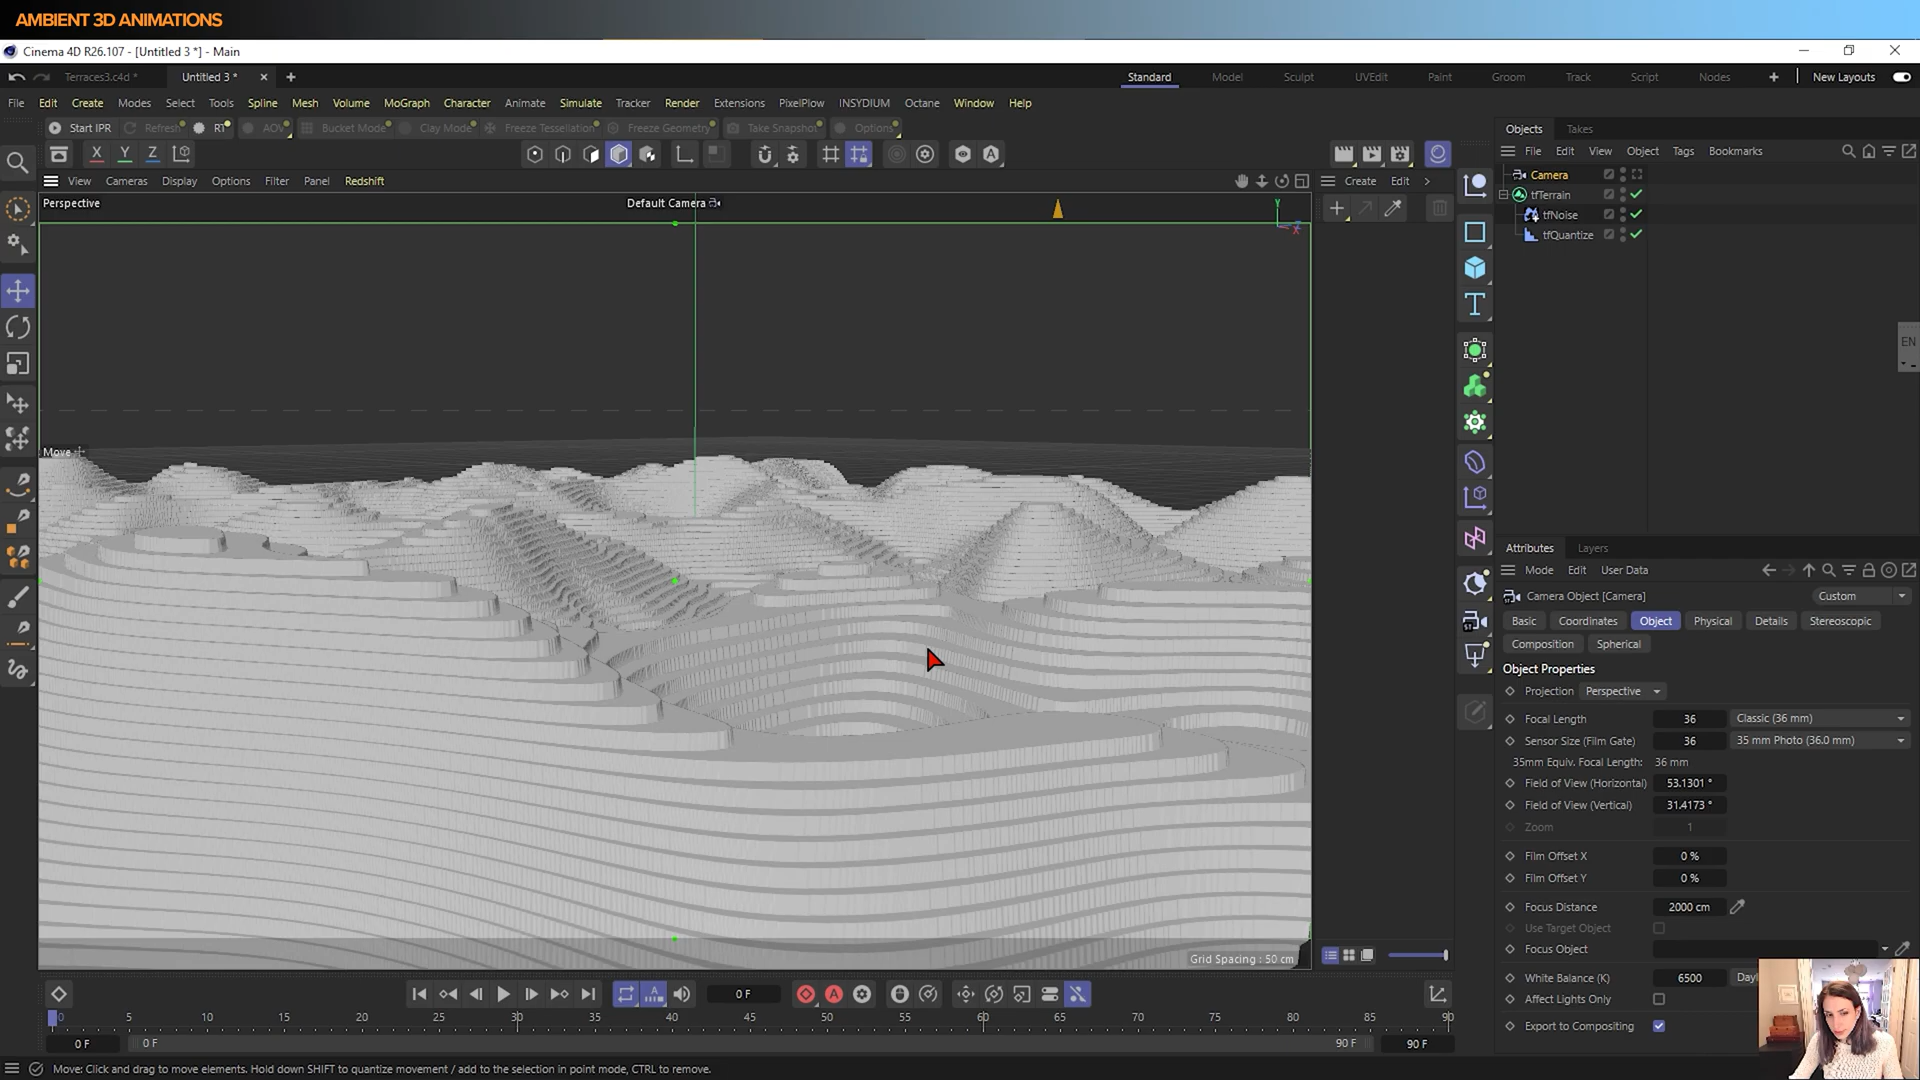 AMBIENT 3D ANIMATIONS
Cinema 4D R26.107 - [Untitled 3 *] - Main
Terraces3.c4d *
Untitled 3 *
Standard
Model
Sculpt
UVEdit
Paint
Groom
Track
Script
Nodes
New Layouts
File Edit Create Modes Select Tools Spline Mesh Volume MoGraph Character Animate Simulate Tracker Render Extensions PixelPlow INSYDIUM Octane Window Help
Start IPR Refresh RT AOV Bucket Mode Clay Mode Freeze Tessellation Freeze Geometry Take Snapshot Options
Objects Takes
X Y Z
File Edit View Object Tags Bookmarks
View Cameras Display Options Filter Panel Redshift
Create Edit
Camera
tfTerrain
tfNoise
tfQuantize
Perspective
Default Camera
Y
X
EN
Move
Attributes Layers
Mode Edit User Data
Camera Object [Camera]
Custom
Basic Coordinates Object Physical Details Stereoscopic
Composition Spherical
Object Properties
Projection Perspective
Focal Length 36 Classic (36 mm)
Sensor Size (Film Gate) 36 35 mm Photo (36.0 mm)
35mm Equiv. Focal Length: 36 mm
Field of View (Horizontal) 53.1301 °
Field of View (Vertical) 31.4173 °
Zoom 1
Film Offset X 0 %
Film Offset Y 0 %
Focus Distance 2000 cm
Use Target Object
Focus Object
White Balance (K) 6500 Dayl
Affect Lights Only
Export to Compositing
Grid Spacing : 50 cm
0 F
0 5 10 15 20 25 30 35 40 45 50 55 60 65 70 75 80 85 90
0 F 0 F 90 F 90 F
Move: Click and drag to move elements. Hold down SHIFT to quantize movement / add to the selection in point mode, CTRL to remove.